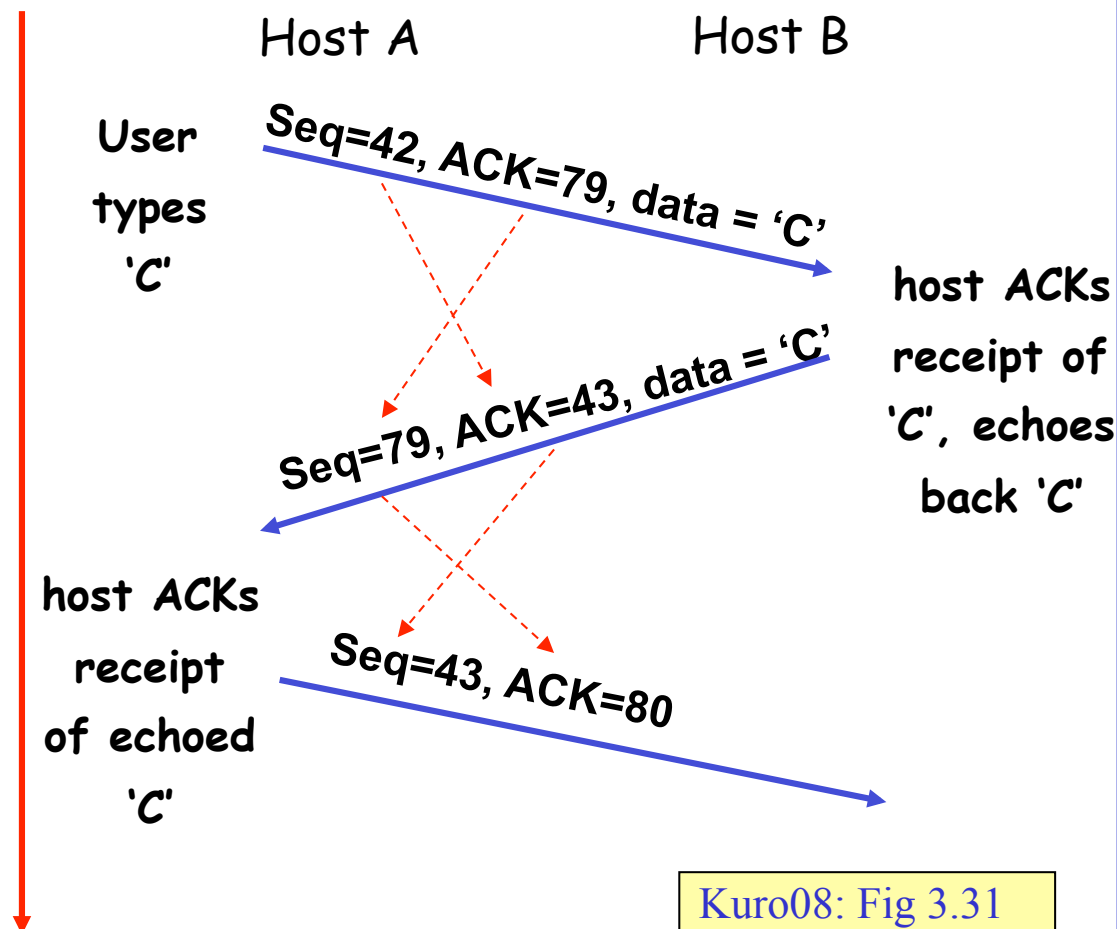 Host A
Host B
User
types
‘C’
Seq=42, ACK=79, data = ‘C’
host ACKs
receipt of
‘C’, echoes
back ‘C’
Seq=79, ACK=43, data = ‘C’
host ACKs
receipt
of echoed
‘C’
Seq=43, ACK=80
Kuro08: Fig 3.31